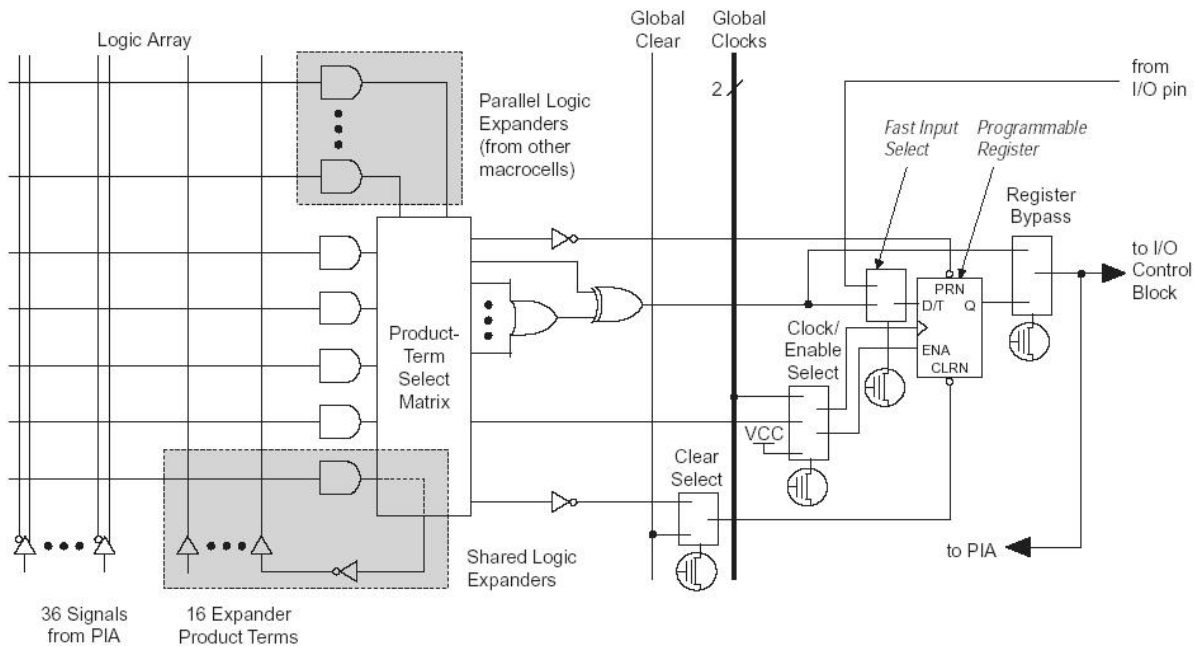 Logic Array
Global
Clear
Global
Clocks
2
from
I/O pin
Parallel Logic
Expanders
(from other
macrocells)
Fast Input
Select
Programmable
Register
Register
Bypass
to I/O
Control
Block
PRN
D/T
Q
ENA
CLRN
Clock/
Enable
Select
Product-
Term
Select
Matrix
VCC
Clear
Select
Shared Logic
Expanders
to PIA
36 Signals
from PIA
16 Expander
Product Terms